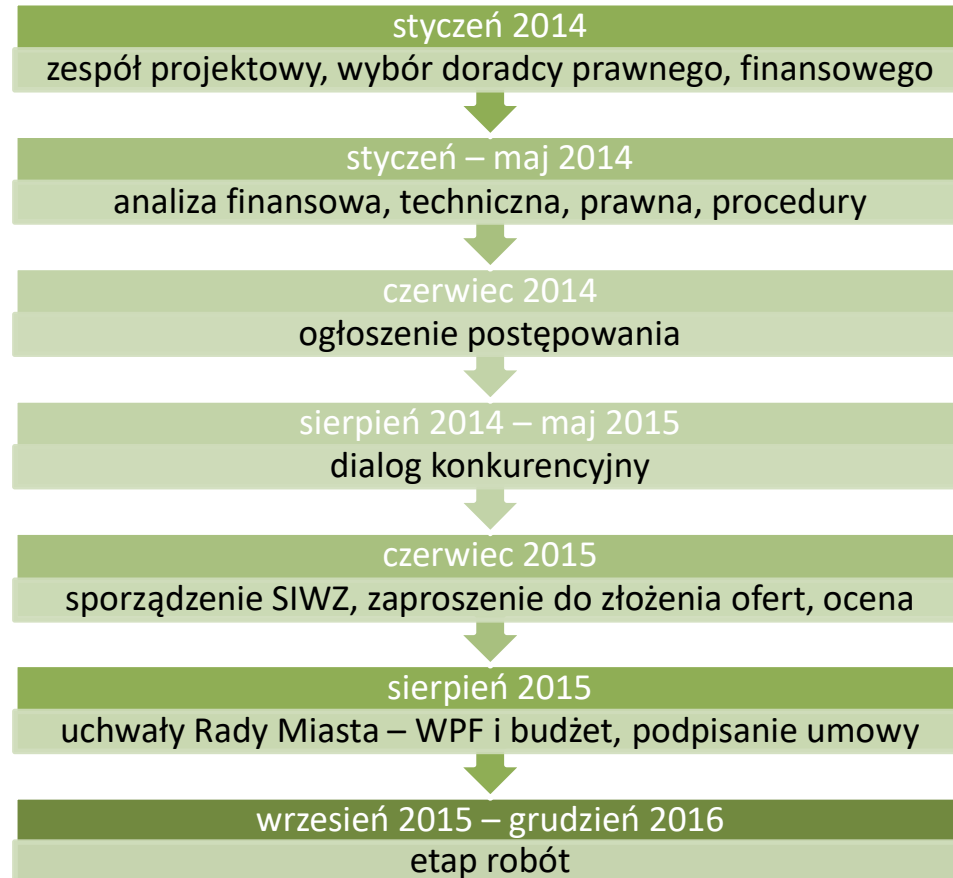 styczeń 2014
zespół projektowy, wybór doradcy prawnego, finansowego
styczeń – maj 2014
analiza finansowa, techniczna, prawna, procedury
czerwiec 2014
ogłoszenie postępowania
sierpień 2014 – maj 2015
dialog konkurencyjny
czerwiec 2015
sporządzenie SIWZ, zaproszenie do złożenia ofert, ocena
sierpień 2015
uchwały Rady Miasta – WPF i budżet, podpisanie umowy
wrzesień 2015 – grudzień 2016
etap robót